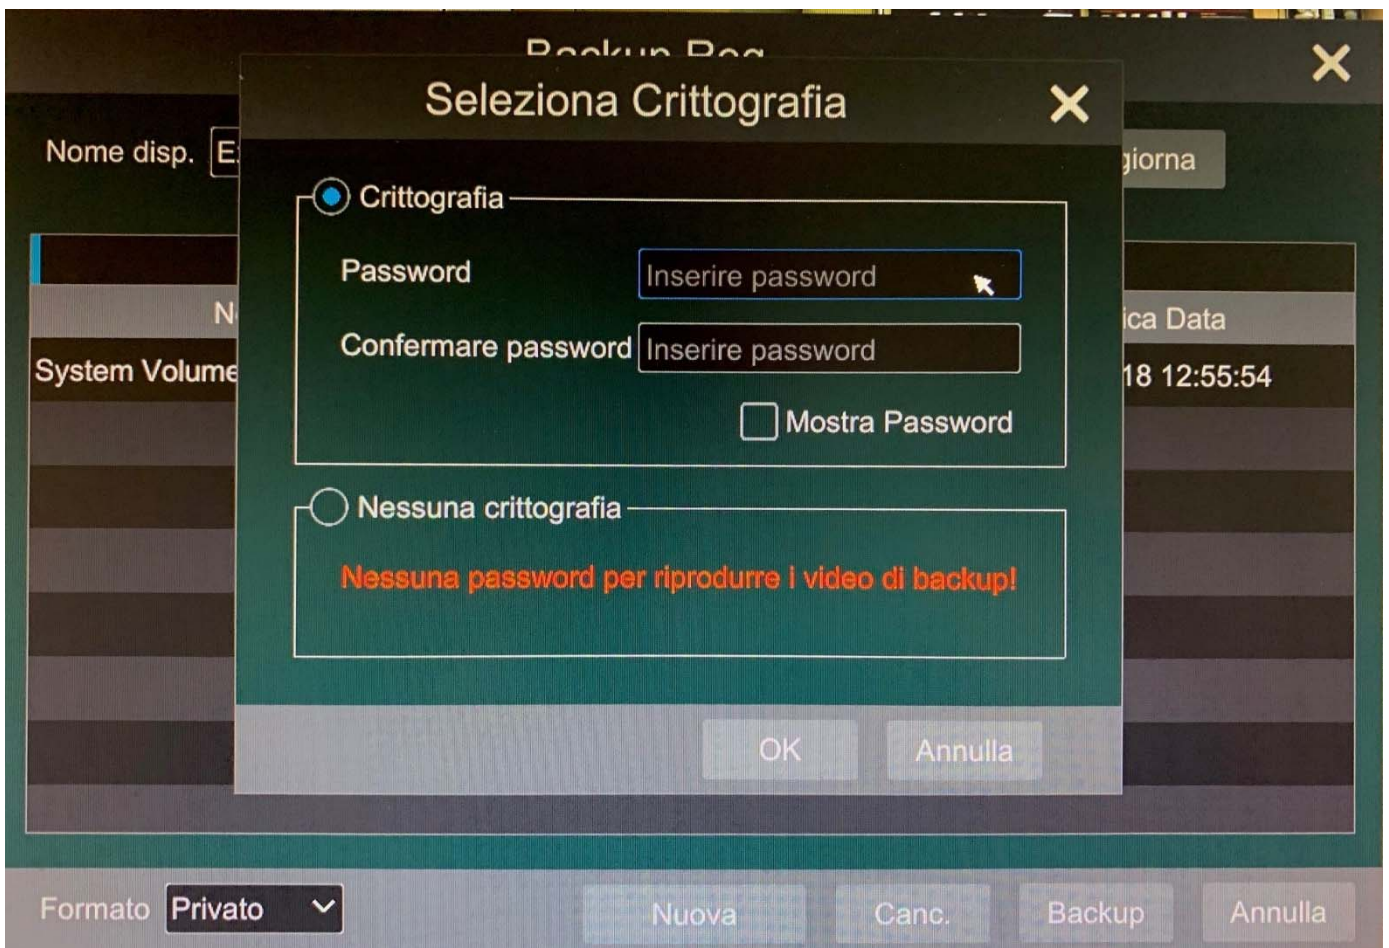 Backup Reg
Seleziona Crittografia
Nome disp. E
giorna
Crittografia
Password
Inserire password
Confermare password
Inserire password
Mostra Password
N
ica Data
System Volume
18 12:55:54
Nessuna crittografia
Nessuna password per riprodurre i video di backup!
OK
Annulla
Formato
Privato
Nuova
Canc.
Backup
Annulla